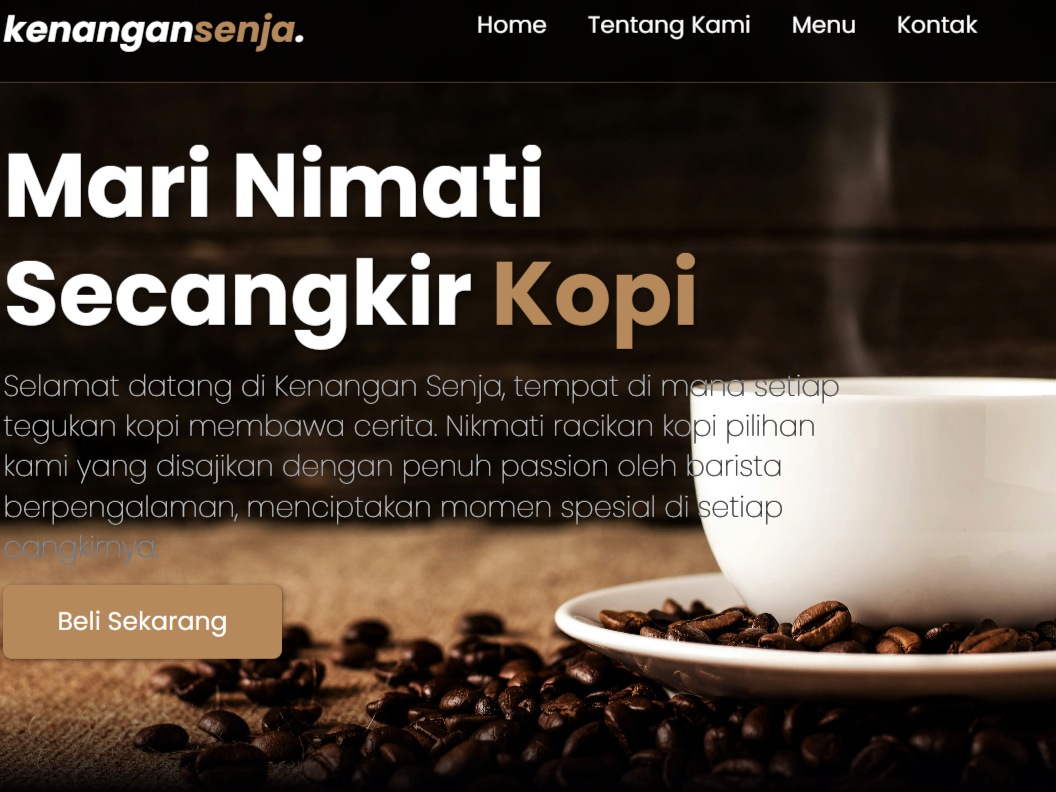 kenangansenja.
Home Tentang Kami Menu Kontak
Mari Nimati
Secangkir Kopi
Selamat datang di Kenangan Senja, tempat di mana setiap
tegukan kopi membawa cerita. Nikmati racikan kopi pilihan
kami yang disajikan dengan penuh passion oleh barista
berpengalaman, menciptakan momen spesial di setiap
cangkirnya.
Beli Sekarang